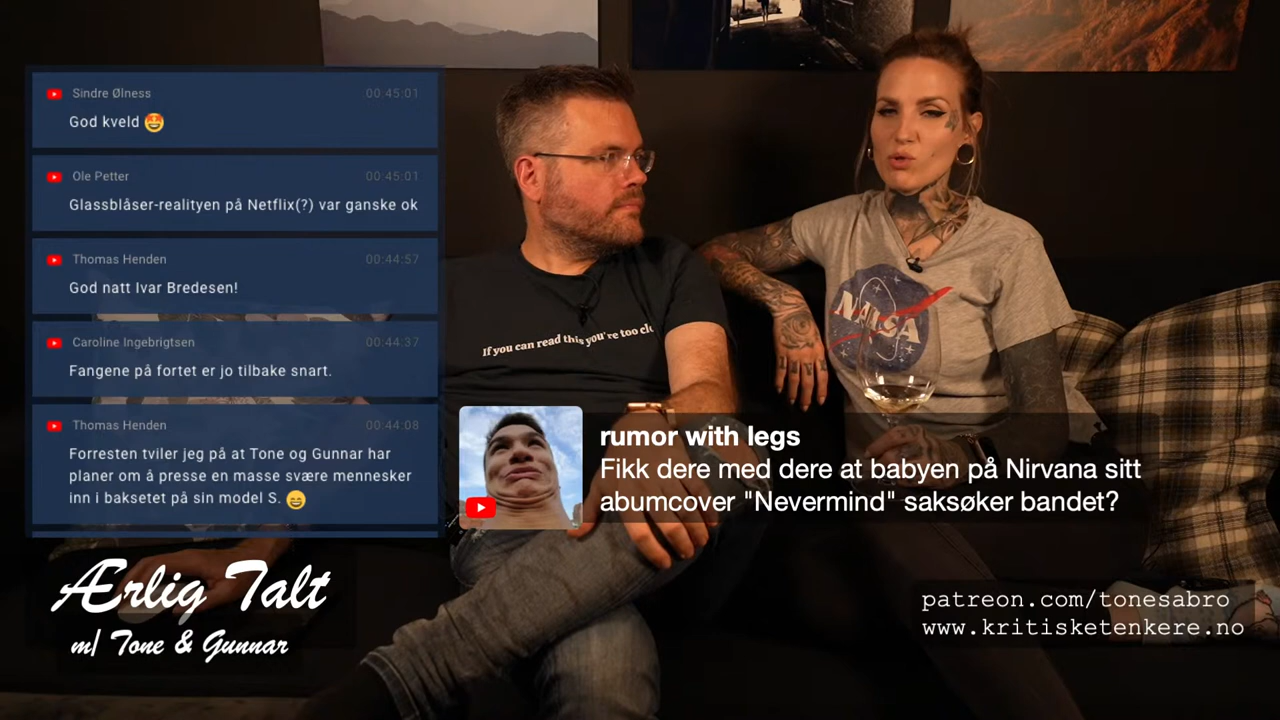 Sindre Ølness 00:45:01
God kveld 🤩
Ole Petter 00:45:01
Glassblåser-realityen på Netflix(?) var ganske ok
Thomas Henden 00:44:57
God natt Ivar Bredesen!
Caroline Ingebrigtsen 00:44:37
Fangene på fortet er jo tilbake snart.
Thomas Henden 00:44:08
Forresten tviler jeg på at Tone og Gunnar har
planer om å presse en masse svære mennesker
inn i baksetet på sin model S. 😄
If you can read this you're too clo
NASA
rumor with legs
Fikk dere med dere at babyen på Nirvana sitt
abumcover "Nevermind" saksøker bandet?
Ærlig Talt
m/ Tone & Gunnar
patreon.com/tonesabro
www.kritisketenkere.no